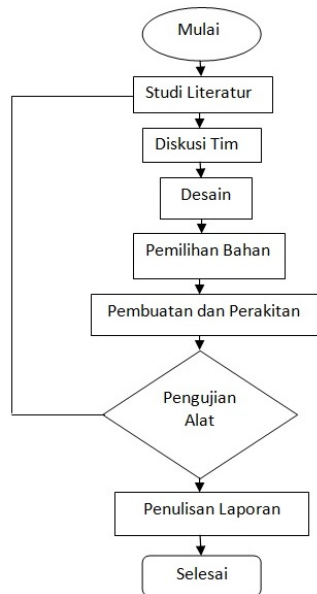 Mulai
Studi Literatur
Diskusi Tim
Desain
Pemilihan Bahan
Pembuatan dan Perakitan
Pengujian
Alat
Penulisan Laporan
Selesai